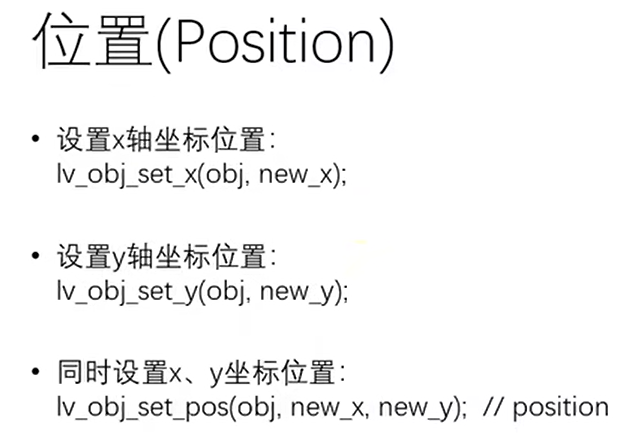 位置(Position)
• 设置x轴坐标位置：
lv_obj_set_x(obj, new_x);
• 设置y轴坐标位置：
lv_obj_set_y(obj, new_y);
• 同时设置x、y坐标位置：
lv_obj_set_pos(obj, new_x, new_y);  // position